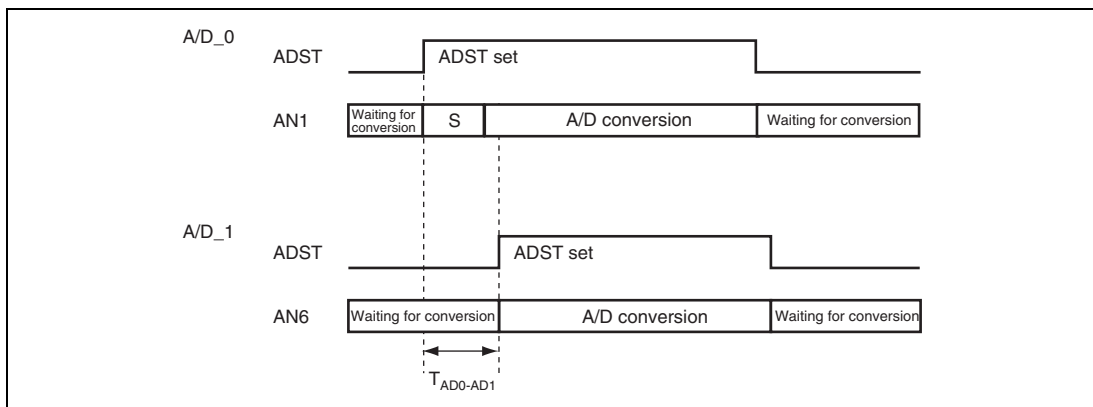 A/D_0
ADST
ADST set
AN1
Waiting for
conversion
S
A/D conversion
Waiting for conversion
A/D_1
ADST
ADST set
AN6
Waiting for conversion
A/D conversion
Waiting for conversion
TAD0-AD1